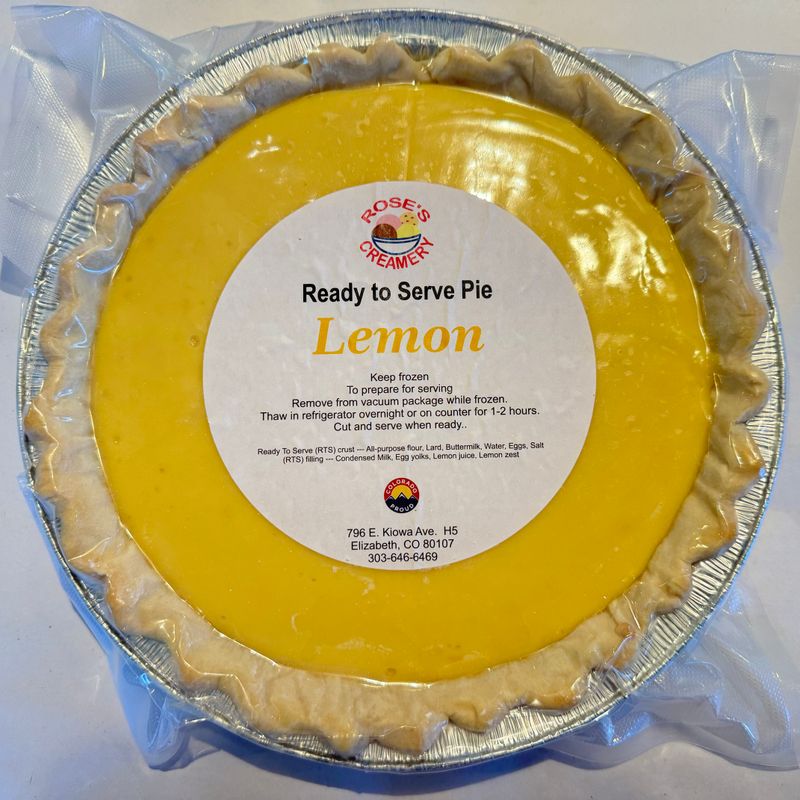 ROSE'S
CREAMERY
Ready to Serve Pie
Lemon
Keep frozen
To prepare for serving
Remove from vacuum package while frozen.
Thaw in refrigerator overnight or on counter for 1-2 hours.
Cut and serve when ready..
Ready To Serve (RTS) crust --- All-purpose flour, Lard, Buttermilk, Water, Eggs, Salt
(RTS) filling --- Condensed Milk, Egg yolks, Lemon juice, Lemon zest
COLORADO
PROUD
796 E. Kiowa Ave. H5
Elizabeth, CO 80107
303-646-6469